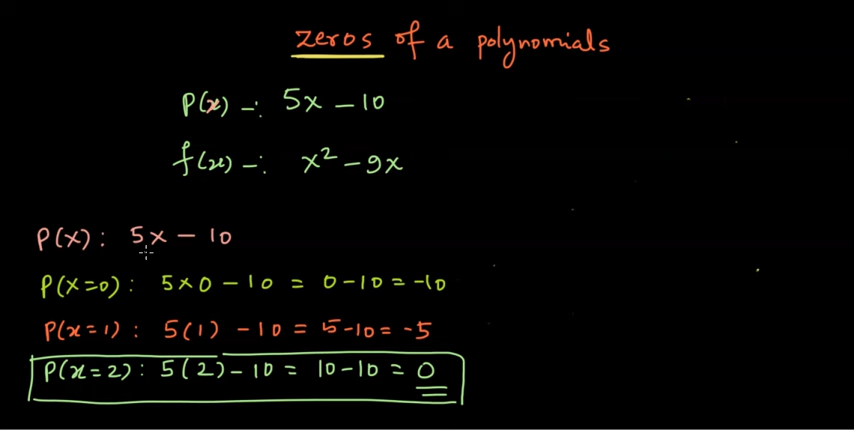 zeros of a polynomials
P(x) -: 5x - 10
f(x) -: x² - 9x
P(x) : 5x - 10
P(x=0) : 5 x 0 - 10 = 0 - 10 = -10
P(x=1) : 5(1) - 10 = 5 - 10 = -5
P(x=2) : 5(2) - 10 = 10 - 10 = 0